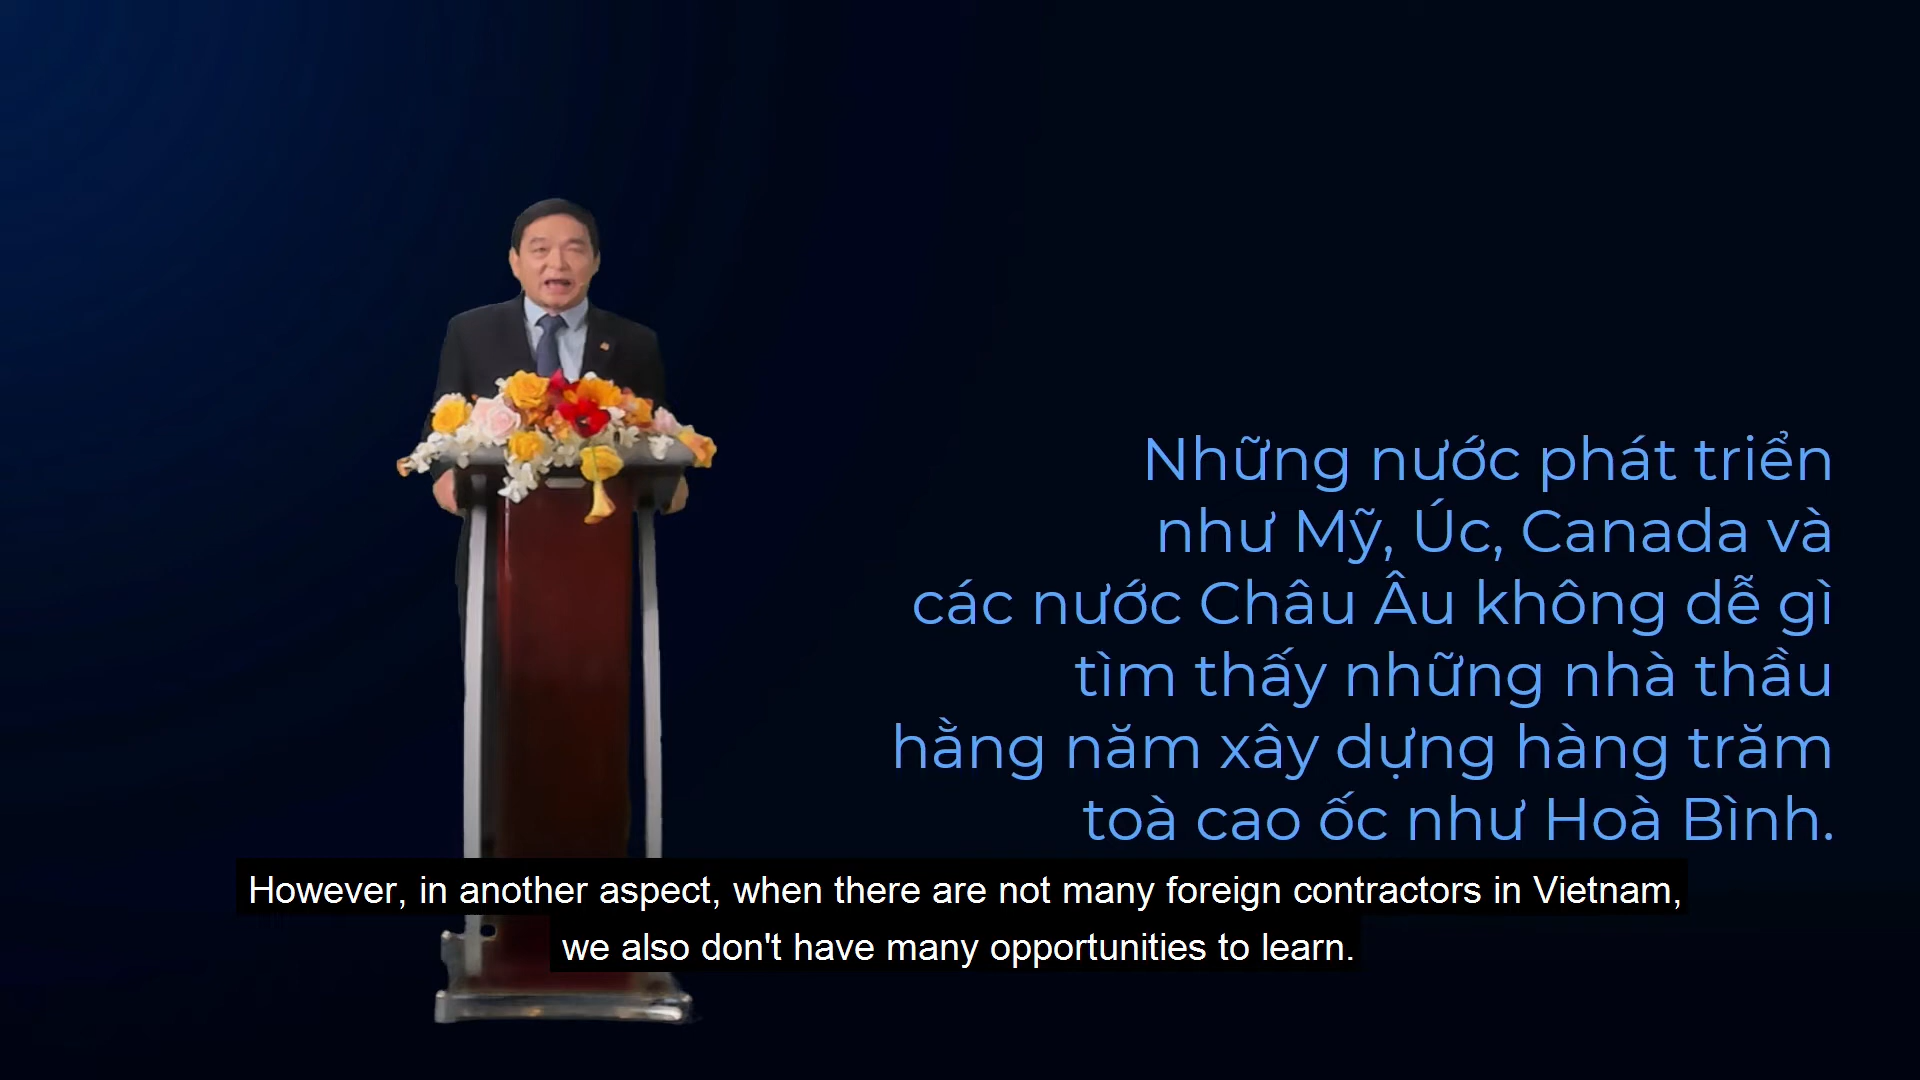 Những nước phát triển
như Mỹ, Úc, Canada và
các nước Châu Âu không dễ gì
tìm thấy những nhà thầu
hằng năm xây dựng hàng trăm
toà cao ốc như Hoà Bình.
However, in another aspect, when there are not many foreign contractors in Vietnam,
we also don't have many opportunities to learn.